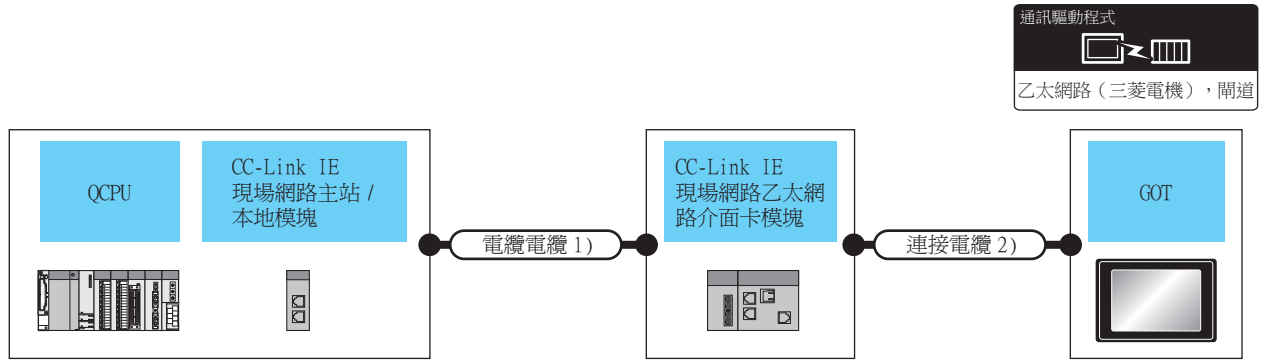 通訊驅動程式
乙太網路（三菱電機），閘道
QCPU
CC-Link IE
現場網路主站 /
本地模塊
電纜電纜 1)
CC-Link IE
現場網路乙太網
路介面卡模塊
連接電纜 2)
GOT